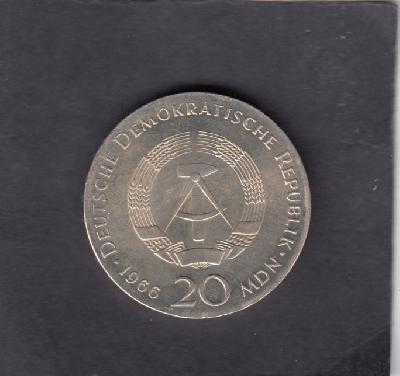 · DEUTSCHE DEMOKRATISCHE REPUBLIK ·
1966 20 MDN